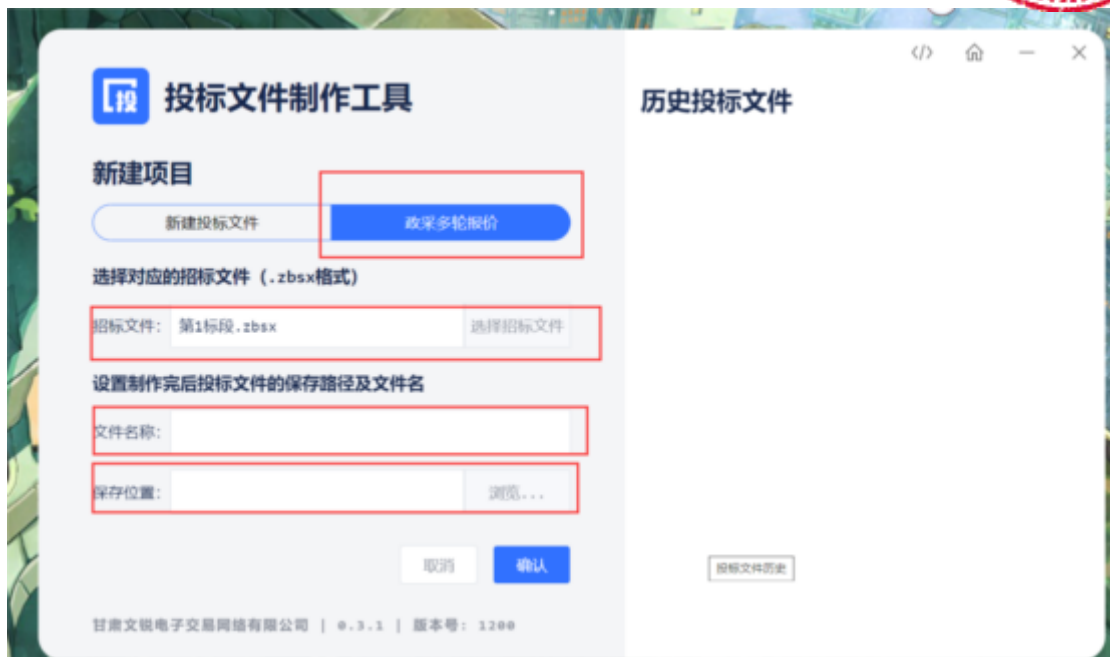 投标文件制作工具
新建项目
新建投标文件
政采多轮报价
选择对应的招标文件（.zbsx格式）
招标文件：
第1标段.zbsx
选择招标文件
设置制作完后投标文件的保存路径及文件名
文件名称：
保存位置：
浏览...
取消
确认
甘肃文锐电子交易网络有限公司 | 0.3.1 | 版本号: 1200
历史投标文件
投标文件历史